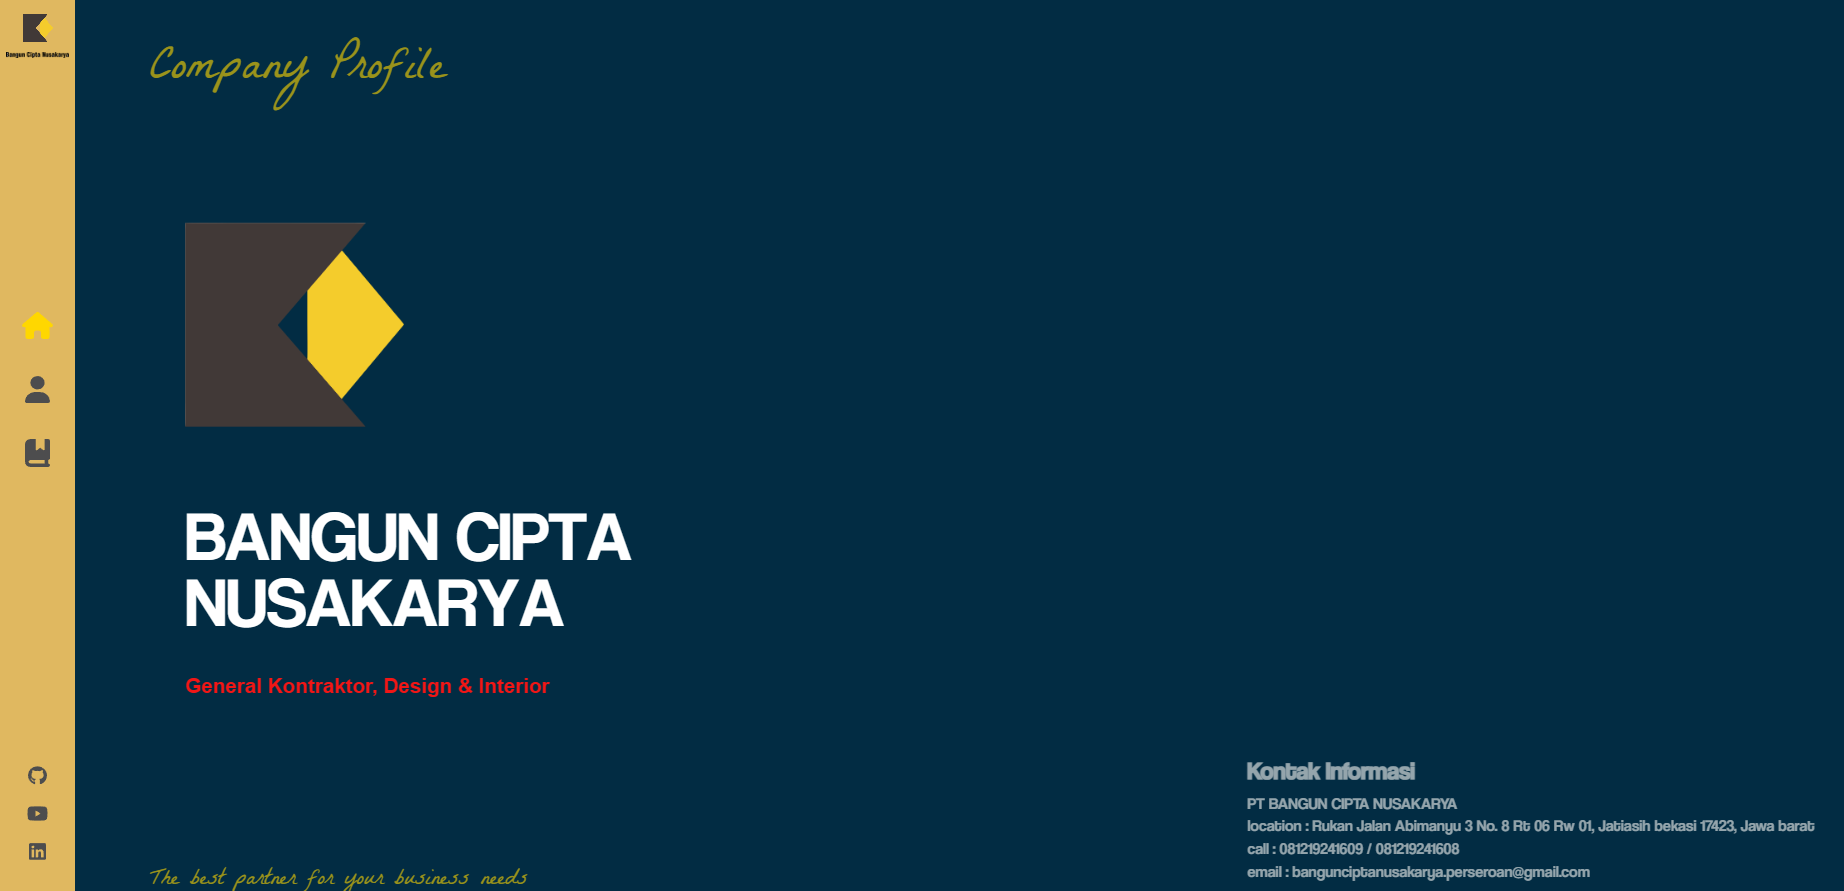 Bangun Cipta Nusakarya
Company Profile
BANGUN CIPTA
NUSAKARYA
General Kontraktor, Design & Interior
Kontak Informasi
PT BANGUN CIPTA NUSAKARYA
location : Rukan Jalan Abimanyu 3 No. 8 Rt 06 Rw 01, Jatiasih bekasi 17423, Jawa barat
call : 081219241609 / 081219241608
email : bangunciptanusakarya.perseroan@gmail.com
The best partner for your business needs